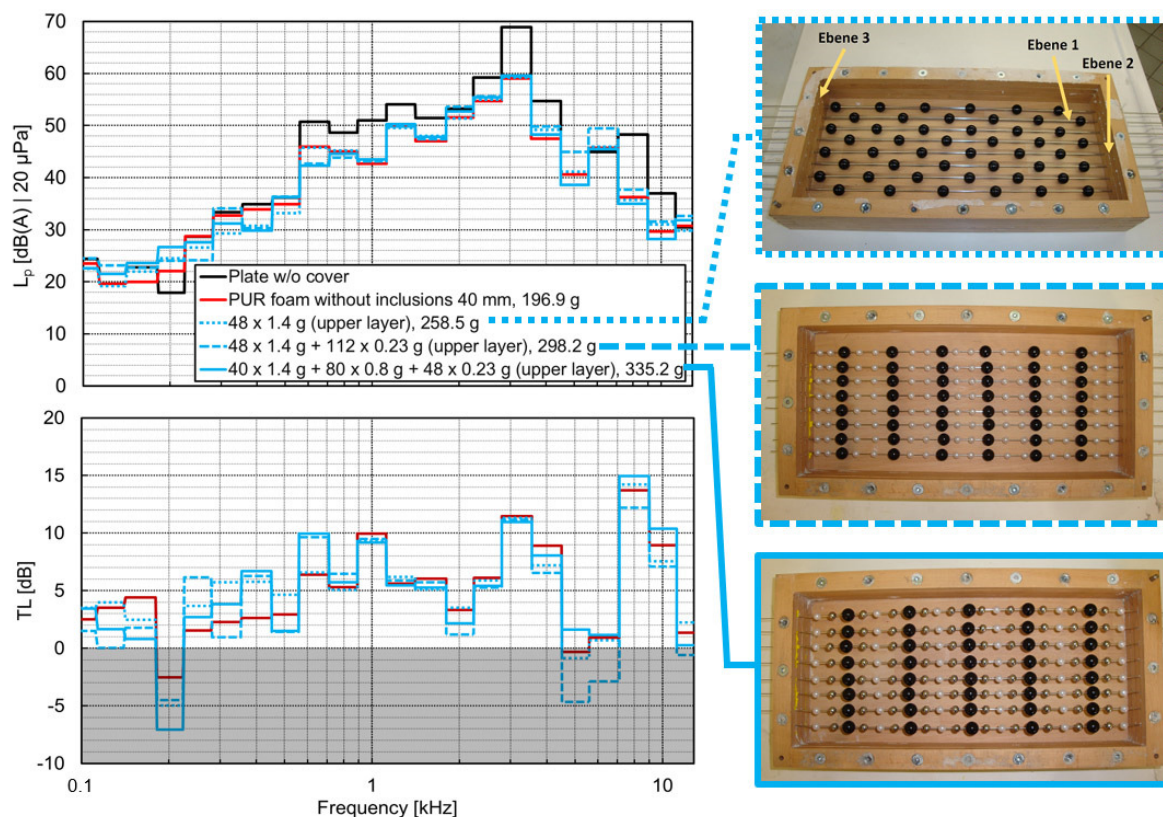 70
60
50
40
30
20
10
0
Lp [dB(A) | 20 µPa]
Plate w/o cover
PUR foam without inclusions 40 mm, 196.9 g
48 x 1.4 g (upper layer), 258.5 g
48 x 1.4 g + 112 x 0.23 g (upper layer), 298.2 g
40 x 1.4 g + 80 x 0.8 g + 48 x 0.23 g (upper layer), 335.2 g
20
15
10
5
0
-5
-10
TL [dB]
0.1 1 10
Frequency [kHz]
Ebene 3
Ebene 1
Ebene 2